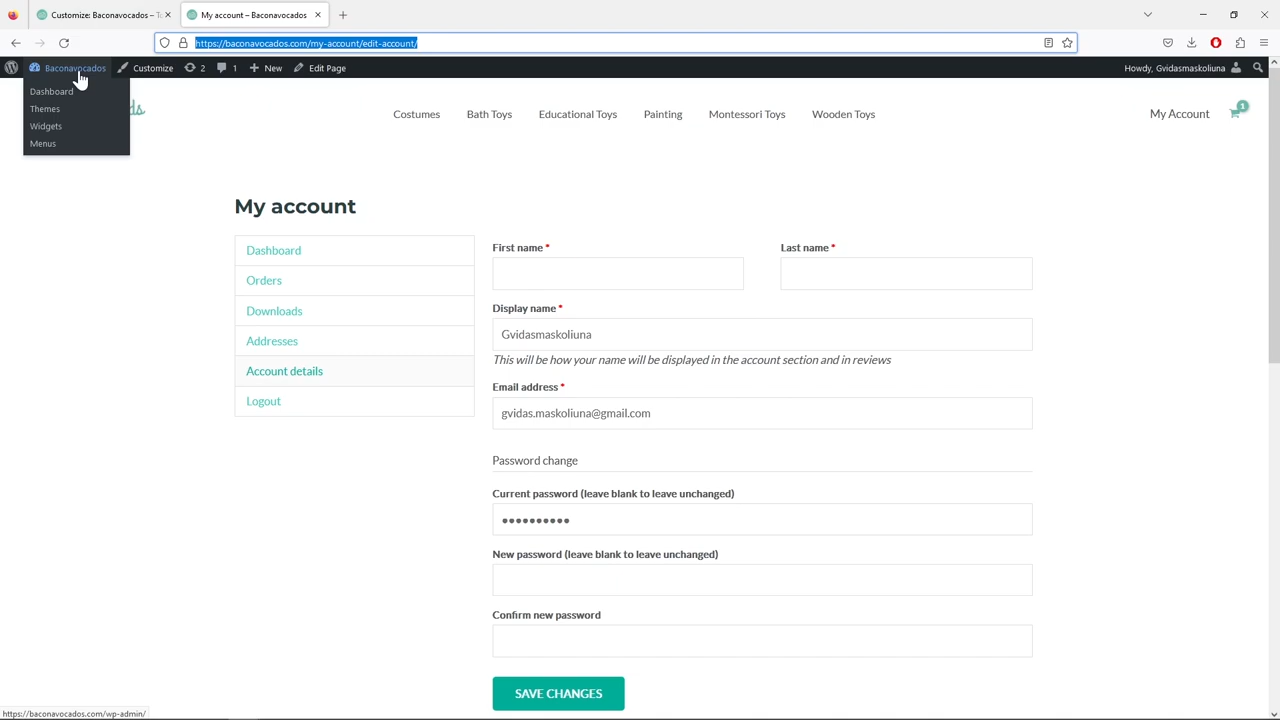 Customize: Baconavocados – To
My account – Baconavocados
https://baconavocados.com/my-account/edit-account/
Baconavocados
Customize
2
1
New
Edit Page
Howdy, Gvidasmaskoliuna
Dashboard
Themes
Widgets
Menus
Costumes
Bath Toys
Educational Toys
Painting
Montessori Toys
Wooden Toys
My Account
1
My account
Dashboard
Orders
Downloads
Addresses
Account details
Logout
First name *
Last name *
Display name *
Gvidasmaskoliuna
This will be how your name will be displayed in the account section and in reviews
Email address *
gvidas.maskoliuna@gmail.com
Password change
Current password (leave blank to leave unchanged)
••••••••••
New password (leave blank to leave unchanged)
Confirm new password
SAVE CHANGES
https://baconavocados.com/wp-admin/